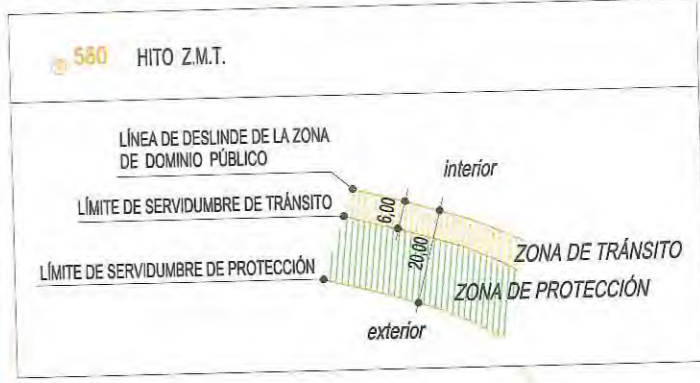 580 HITO Z.M.T.
LÍNEA DE DESLINDE DE LA ZONA
DE DOMINIO PÚBLICO
interior
LÍMITE DE SERVIDUMBRE DE TRÁNSITO
6,00
20,00
ZONA DE TRÁNSITO
LÍMITE DE SERVIDUMBRE DE PROTECCIÓN
ZONA DE PROTECCIÓN
exterior